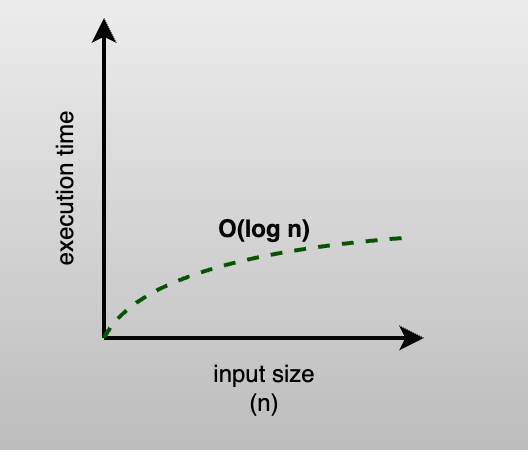 execution time
O(log n)
input size
(n)